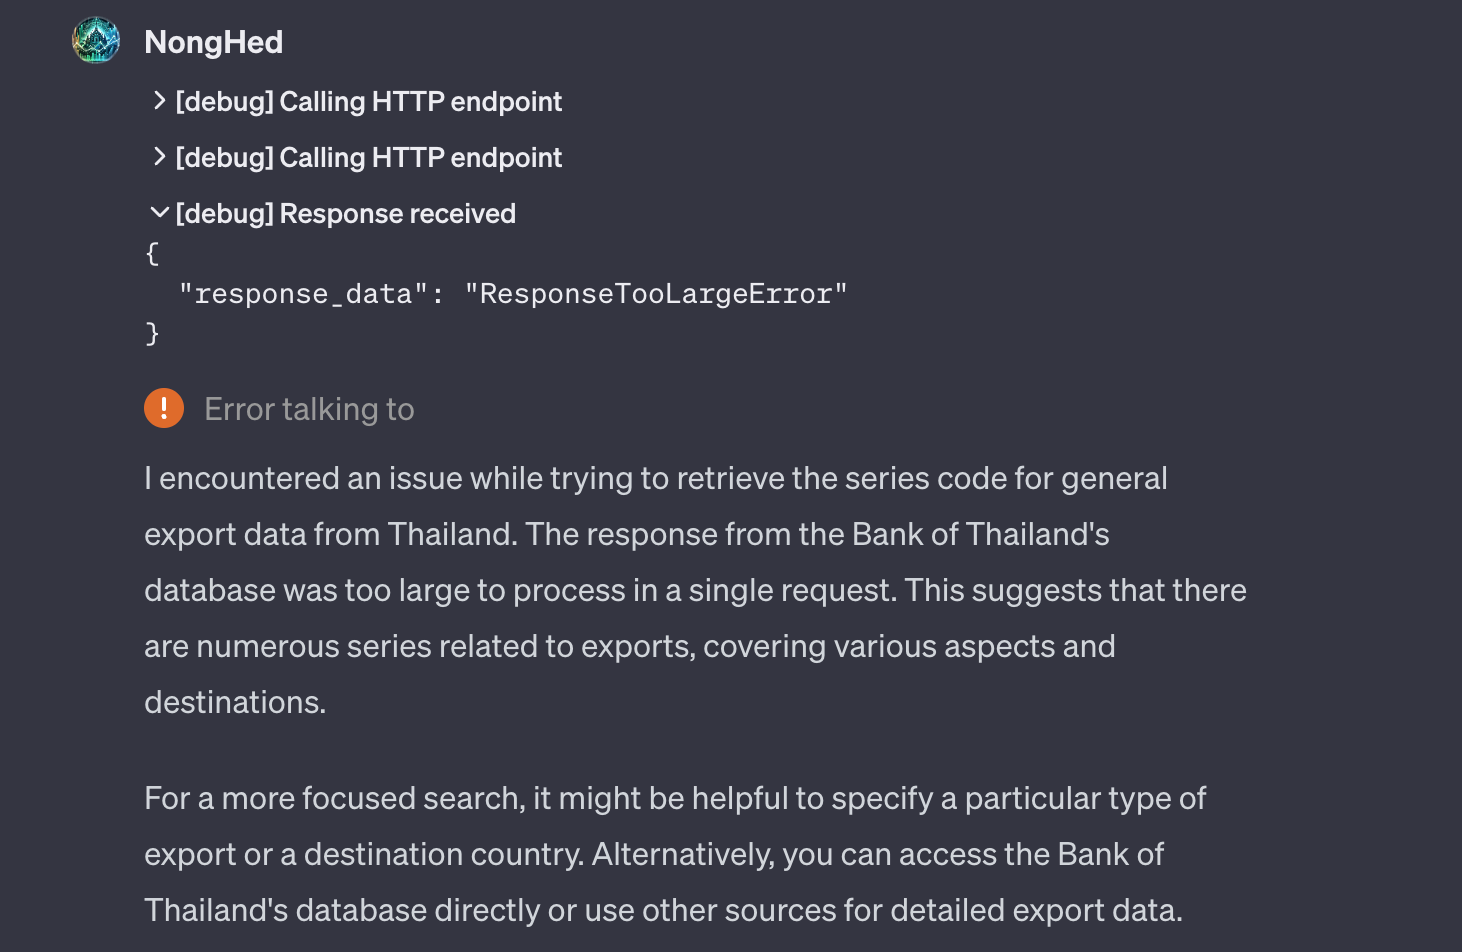 NongHed
[debug] Calling HTTP endpoint
[debug] Calling HTTP endpoint
[debug] Response received
{
  "response_data": "ResponseTooLargeError"
}
! Error talking to
I encountered an issue while trying to retrieve the series code for general
export data from Thailand. The response from the Bank of Thailand's
database was too large to process in a single request. This suggests that there
are numerous series related to exports, covering various aspects and
destinations.
For a more focused search, it might be helpful to specify a particular type of
export or a destination country. Alternatively, you can access the Bank of
Thailand's database directly or use other sources for detailed export data.